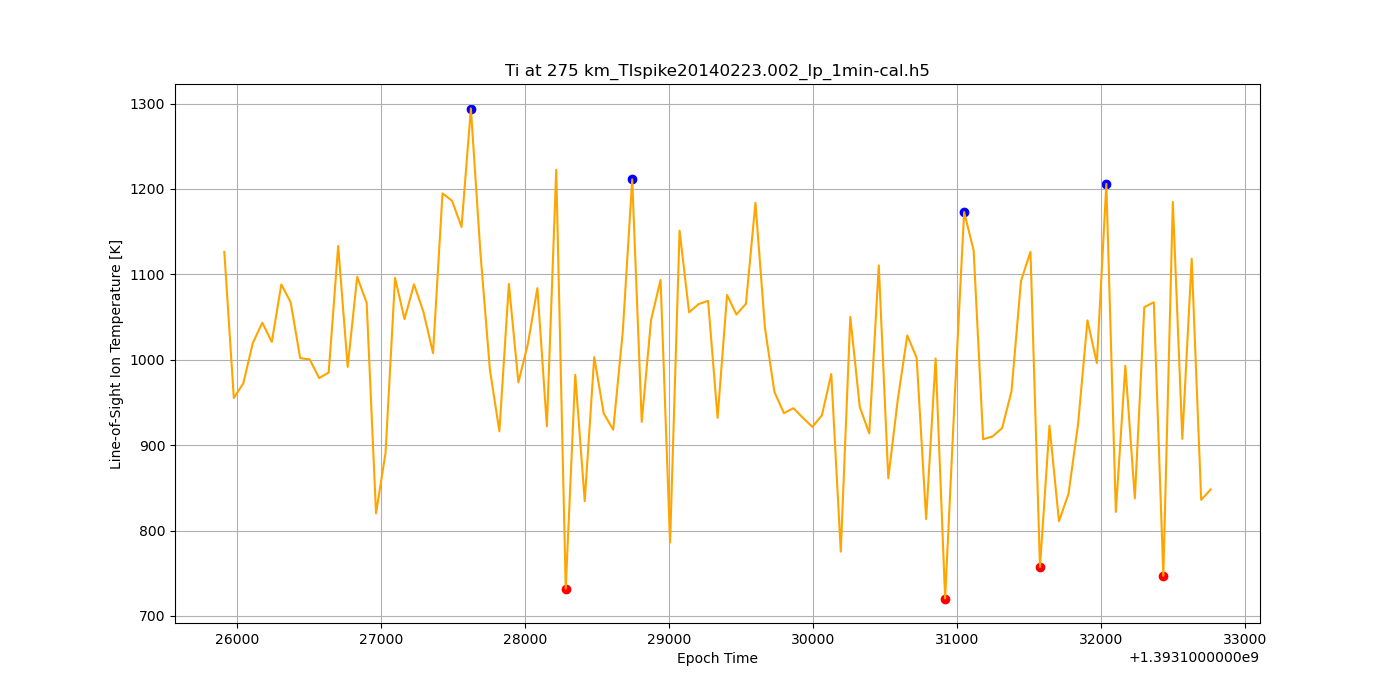 Ti at 275 km_TIspike20140223.002_lp_1min-cal.h5
Line-of-Sight Ion Temperature [K]
1300
1200
1100
1000
900
800
700
26000 27000 28000 29000 30000 31000 32000 33000
Epoch Time
+1.3931000000e9